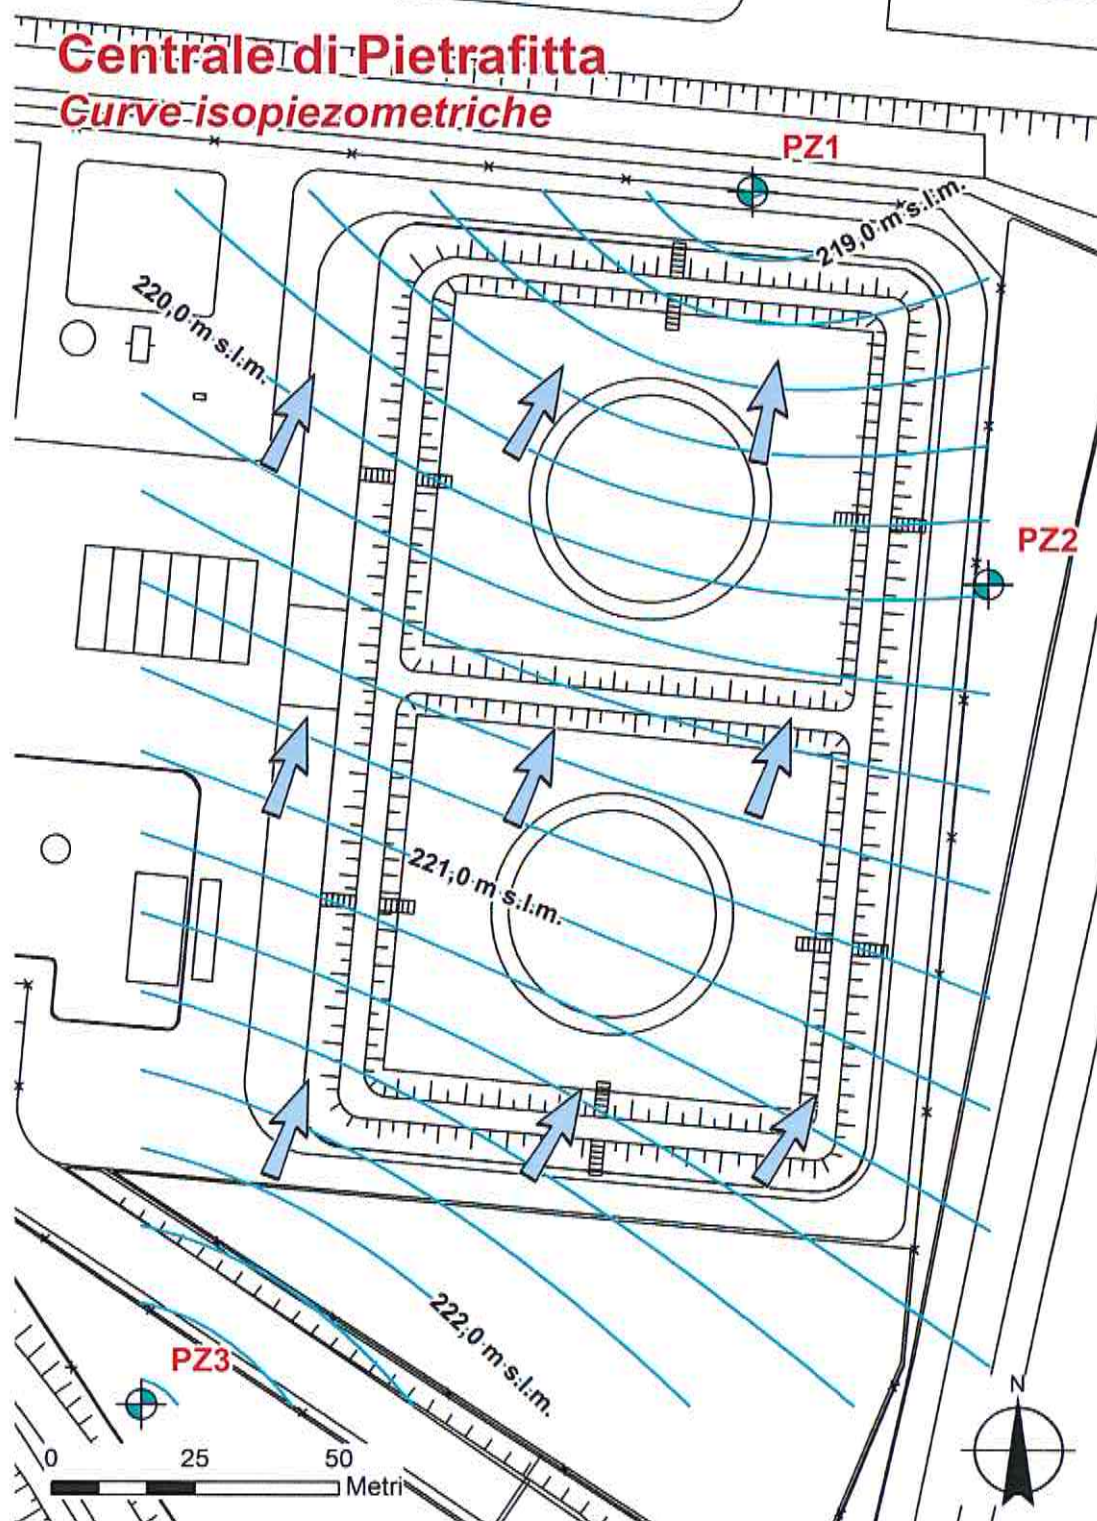 Centrale di Pietrafitta
Curve isopiezometriche
PZ1
219,0 m s.l.m.
220,0 m s.l.m.
PZ2
221,0 m s.l.m.
222,0 m s.l.m.
PZ3
N
0 25 50
Metri